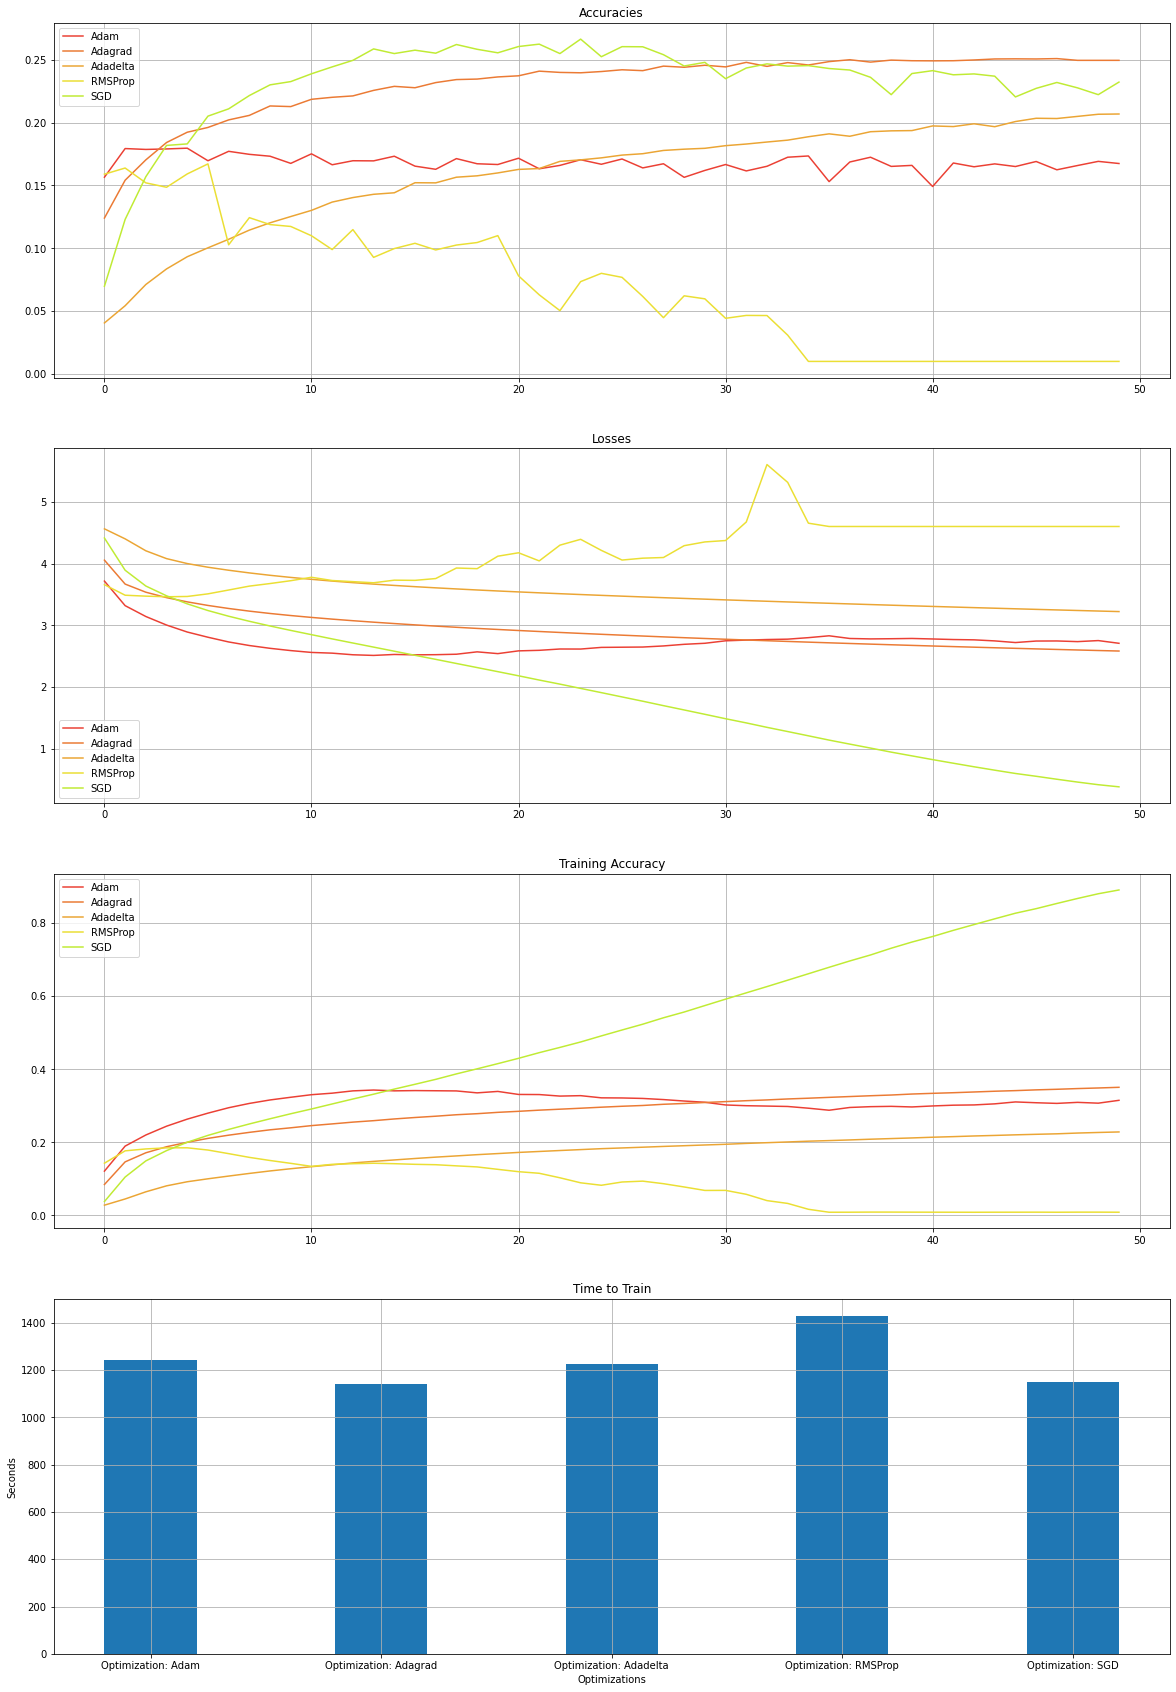 Accuracies
Adam
Adagrad
Adadelta
RMSProp
SGD
0.25
0.20
0.15
0.10
0.05
0.00
0 10 20 30 40 50
Losses
5
4
3
2
1
Adam
Adagrad
Adadelta
RMSProp
SGD
0 10 20 30 40 50
Training Accuracy
Adam
Adagrad
Adadelta
RMSProp
SGD
0.8
0.6
0.4
0.2
0.0
0 10 20 30 40 50
Time to Train
1400
1200
1000
800
600
400
200
0
Seconds
Optimization: Adam Optimization: Adagrad Optimization: Adadelta Optimization: RMSProp Optimization: SGD
Optimizations